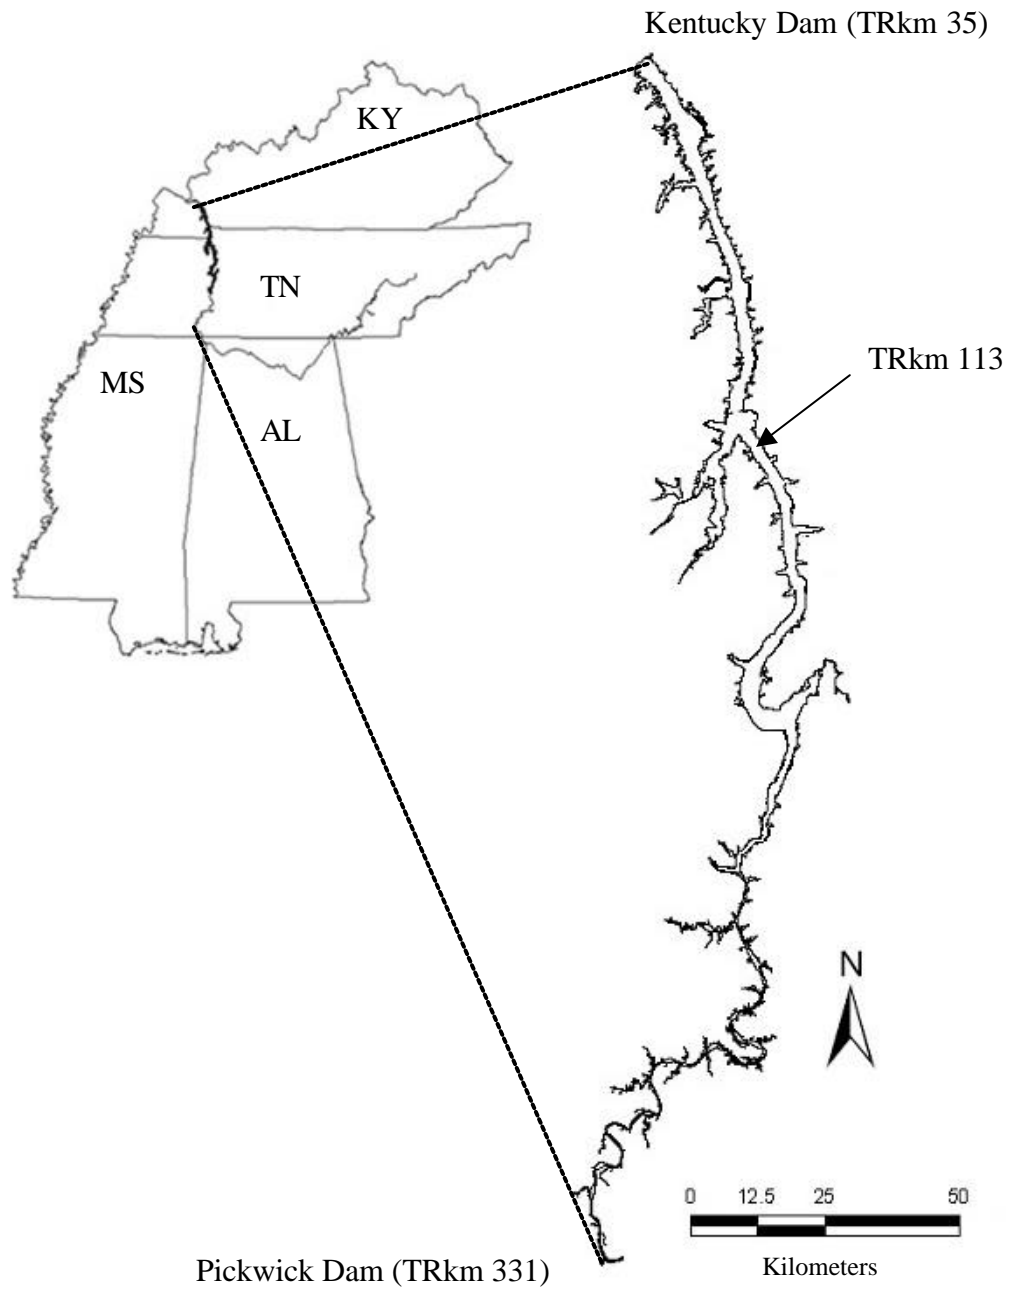 Kentucky Dam (TRkm 35)
KY
TN
TRkm 113
MS
AL
N
0 12.5 25 50
Kilometers
Pickwick Dam (TRkm 331)